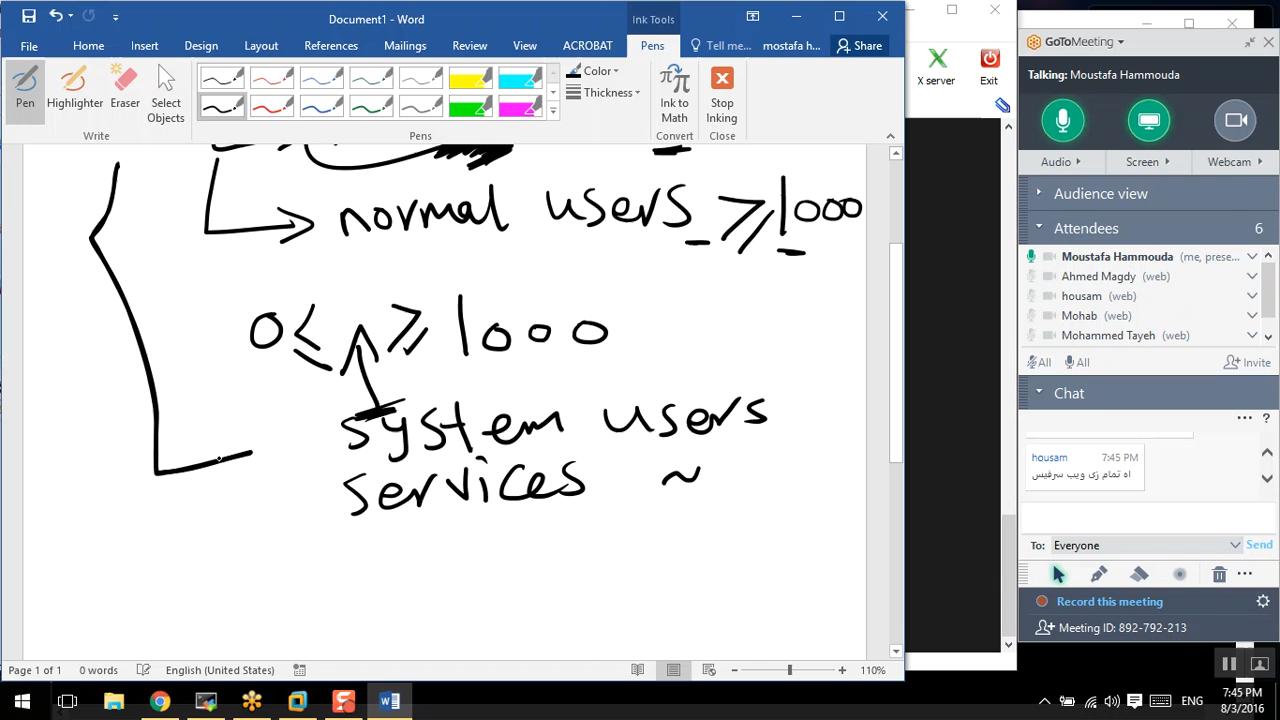 Document1 - Word
Ink Tools
File
Home
Insert
Design
Layout
References
Mailings
Review
View
ACROBAT
Pens
Tell me...
mostafa h...
Share
Pen
Highlighter
Eraser
Select
Objects
Color
Thickness
Ink to
Math
Stop
Inking
Write
Pens
Convert
Close
normal users ≥1000
0≤ ≥ 1000
system users
services ~
Page 1 of 1
0 words
English (United States)
110%
X server
Exit
GoToMeeting
Talking: Moustafa Hammouda
Audio
Screen
Webcam
Audience view
Attendees
6
Moustafa Hammouda (me, prese...
Ahmed Magdy (web)
housam (web)
Mohab (web)
Mohammed Tayeh (web)
All
All
Invite
Chat
housam
7:45 PM
اه تمام زى ويب سرفيس
To:
Everyone
Send
Record this meeting
Meeting ID: 892-792-213
ENG
7:45 PM
8/3/2016